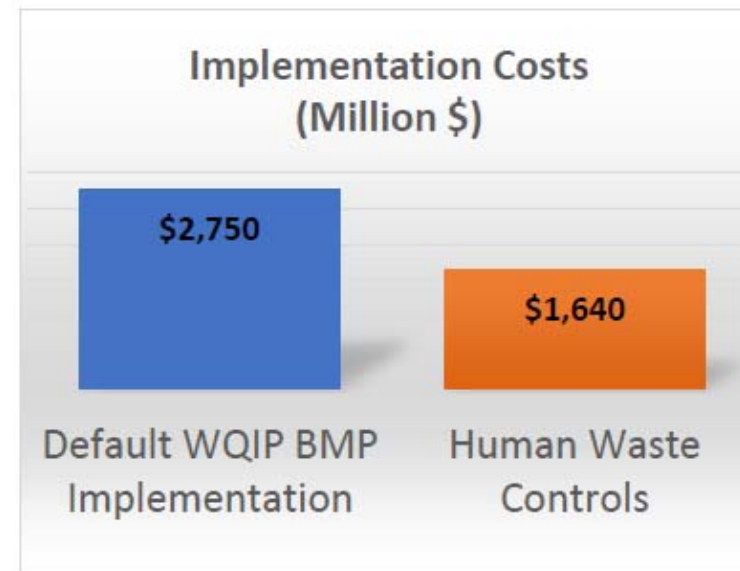 Implementation Costs
(Million $)
$2,750
$1,640
Default WQIP BMP
Implementation
Human Waste
Controls